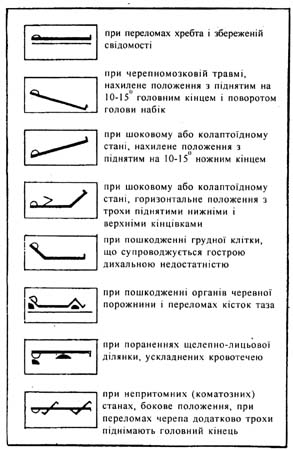 при переломах хребта і збереженій
свідомості
при черепномозковій травмі,
нахилене положення з піднятим на
10-15° головним кінцем і поворотом
голови набік
при шоковому або колаптоїдному
стані, нахилене положення з
піднятим на 10-15° ножним кінцем
при шоковому або колаптоїдному
стані, горизонтальне положення з
трохи піднятими нижніми і
верхніми кінцівками
при пошкодженні грудної клітки,
що супроводжується гострою
дихальною недостатністю
при пошкодженні органів черевної
порожнини і переломах кісток таза
при пораненнях щелепно-лицьової
ділянки, ускладнених кровотечею
при непритомних (коматозних)
станах, бокове положення, при
переломах черепа додатково трохи
піднімають головний кінець